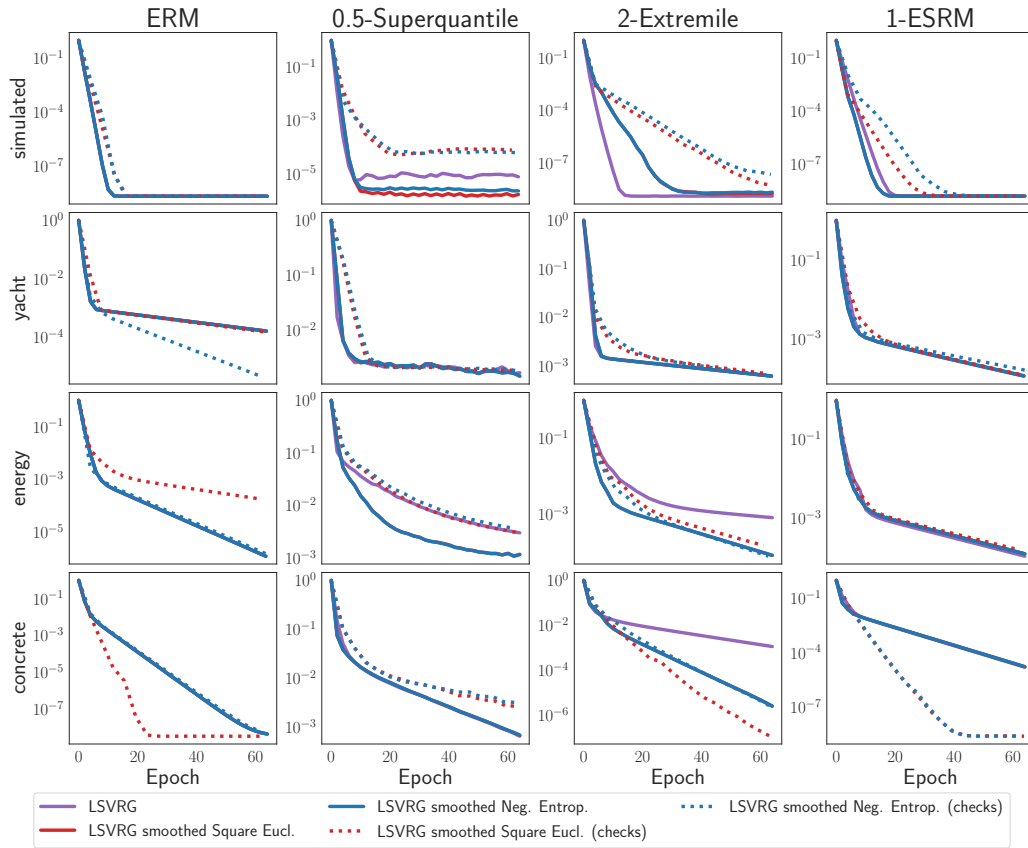 ERM 0.5-Superquantile 2-Extremile 1-ESRM
simulated
10^{-1} 10^{-4} 10^{-7}
10^{-1} 10^{-3} 10^{-5}
10^{-1} 10^{-4} 10^{-7}
10^{-1} 10^{-4} 10^{-7}
yacht
10^{0} 10^{-2} 10^{-4}
10^{0} 10^{-1} 10^{-2}
10^{0} 10^{-1} 10^{-2} 10^{-3}
10^{-1} 10^{-3}
energy
10^{-1} 10^{-3} 10^{-5}
10^{0} 10^{-1} 10^{-2} 10^{-3}
10^{-1} 10^{-3}
10^{-1} 10^{-3}
concrete
10^{-1} 10^{-3} 10^{-5} 10^{-7}
10^{0} 10^{-1} 10^{-2} 10^{-3}
10^{0} 10^{-2} 10^{-4} 10^{-6}
10^{-1} 10^{-4} 10^{-7}
0 20 40 60 0 20 40 60 0 20 40 60 0 20 40 60
Epoch Epoch Epoch Epoch
LSVRG LSVRG smoothed Neg. Entrop. LSVRG smoothed Neg. Entrop. (checks)
LSVRG smoothed Square Eucl. LSVRG smoothed Square Eucl. (checks)